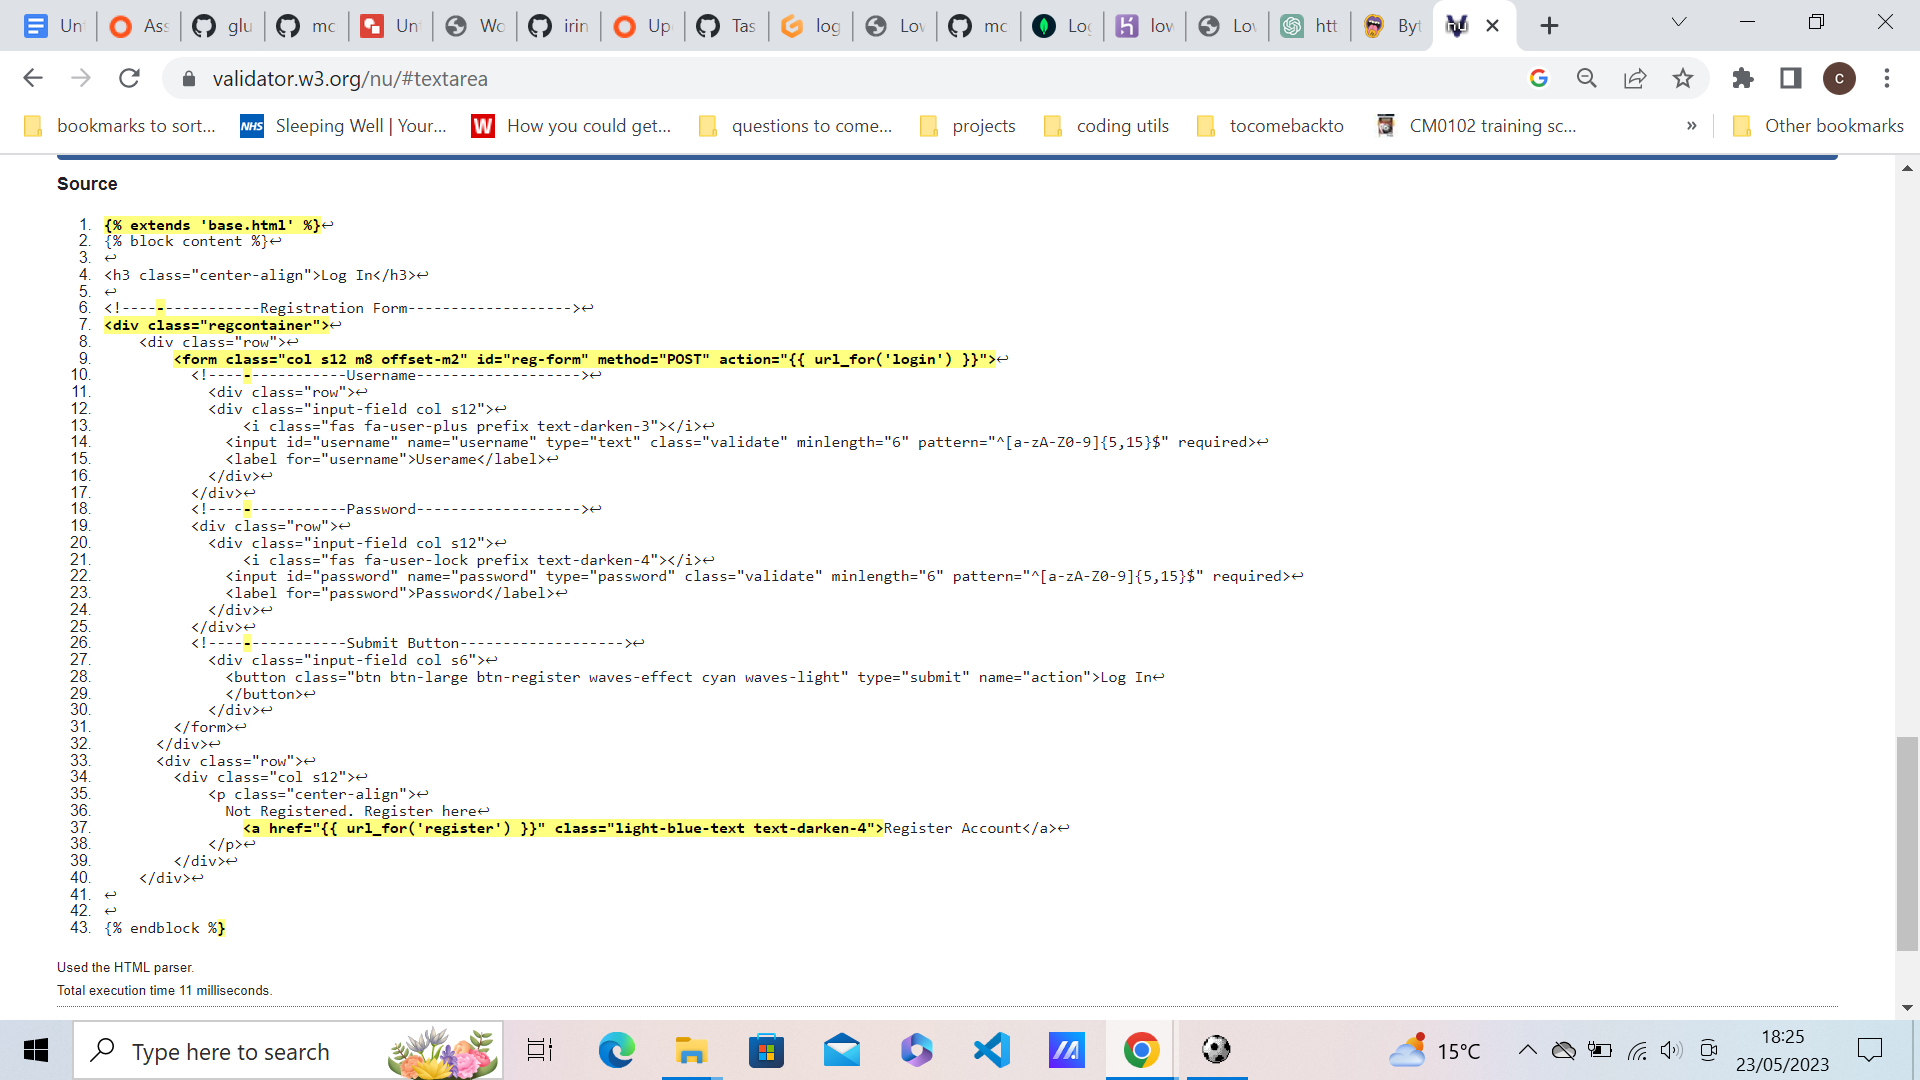 Unt Ass glu mc Unt Wo irin Up Tas log Lov mc Log lov Lov htt Byt nu
validator.w3.org/nu/#textarea c
bookmarks to sort... NHS Sleeping Well | Your... W How you could get... questions to come... projects coding utils tocomebackto CM0102 training sc... » Other bookmarks
Source
1. {% extends 'base.html' %}↩
2. {% block content %}↩
3. ↩
4. <h3 class="center-align">Log In</h3>↩
5. ↩
6. <!----------------Registration Form------------------->↩
7. <div class="regcontainer">↩
8. <div class="row">↩
9. <form class="col s12 m8 offset-m2" id="reg-form" method="POST" action="{{ url_for('login') }}">↩
10. <!----------------Username------------------->↩
11. <div class="row">↩
12. <div class="input-field col s12">↩
13. <i class="fas fa-user-plus prefix text-darken-3"></i>↩
14. <input id="username" name="username" type="text" class="validate" minlength="6" pattern="^[a-zA-Z0-9]{5,15}$" required>↩
15. <label for="username">Userame</label>↩
16. </div>↩
17. </div>↩
18. <!----------------Password------------------->↩
19. <div class="row">↩
20. <div class="input-field col s12">↩
21. <i class="fas fa-user-lock prefix text-darken-4"></i>↩
22. <input id="password" name="password" type="password" class="validate" minlength="6" pattern="^[a-zA-Z0-9]{5,15}$" required>↩
23. <label for="password">Password</label>↩
24. </div>↩
25. </div>↩
26. <!----------------Submit Button------------------->↩
27. <div class="input-field col s6">↩
28. <button class="btn btn-large btn-register waves-effect cyan waves-light" type="submit" name="action">Log In↩
29. </button>↩
30. </div>↩
31. </form>↩
32. </div>↩
33. <div class="row">↩
34. <div class="col s12">↩
35. <p class="center-align">↩
36. Not Registered. Register here↩
37. <a href="{{ url_for('register') }}" class="light-blue-text text-darken-4">Register Account</a>↩
38. </p>↩
39. </div>↩
40. </div>↩
41. ↩
42. ↩
43. {% endblock %}
Used the HTML parser.
Total execution time 11 milliseconds.
Type here to search
15°C
18:25
23/05/2023